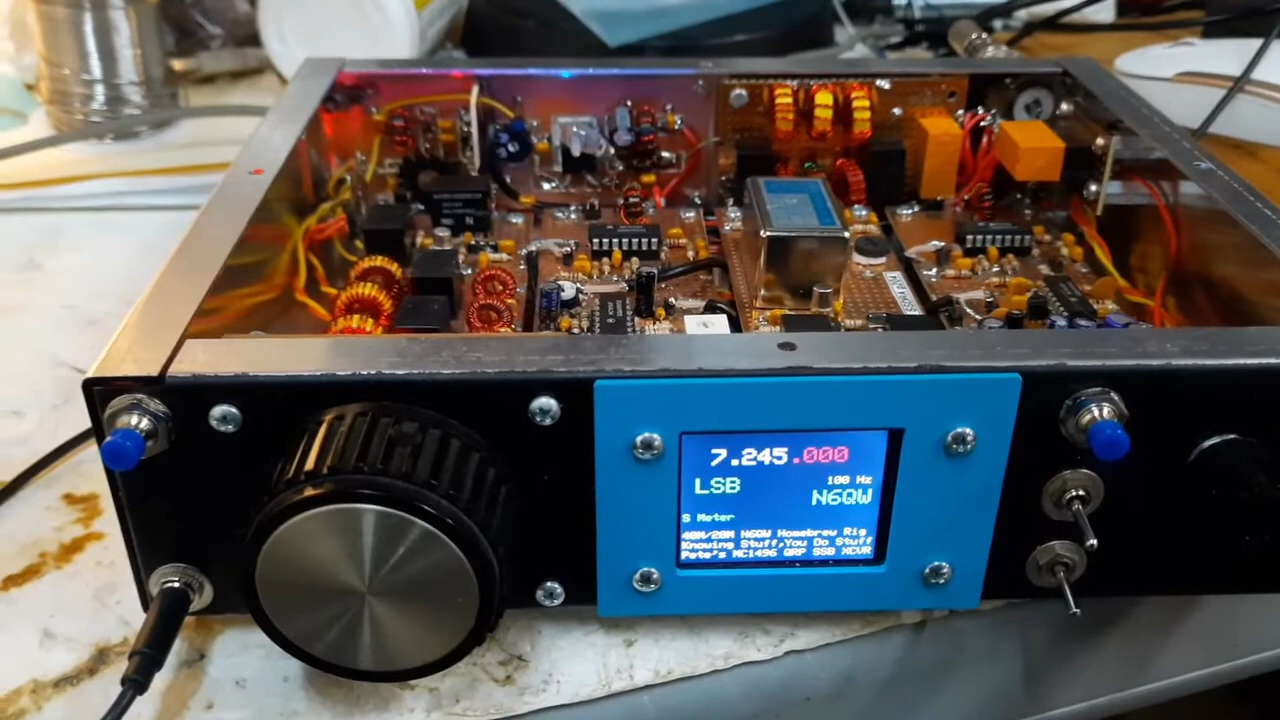 7.245.000
100 Hz
LSB
N6QW
S Meter
40M/20M N6QW Homebrew Rig
Knowing Stuff,You Do Stuff
Pete's MC1496 QRP SSB XCVR